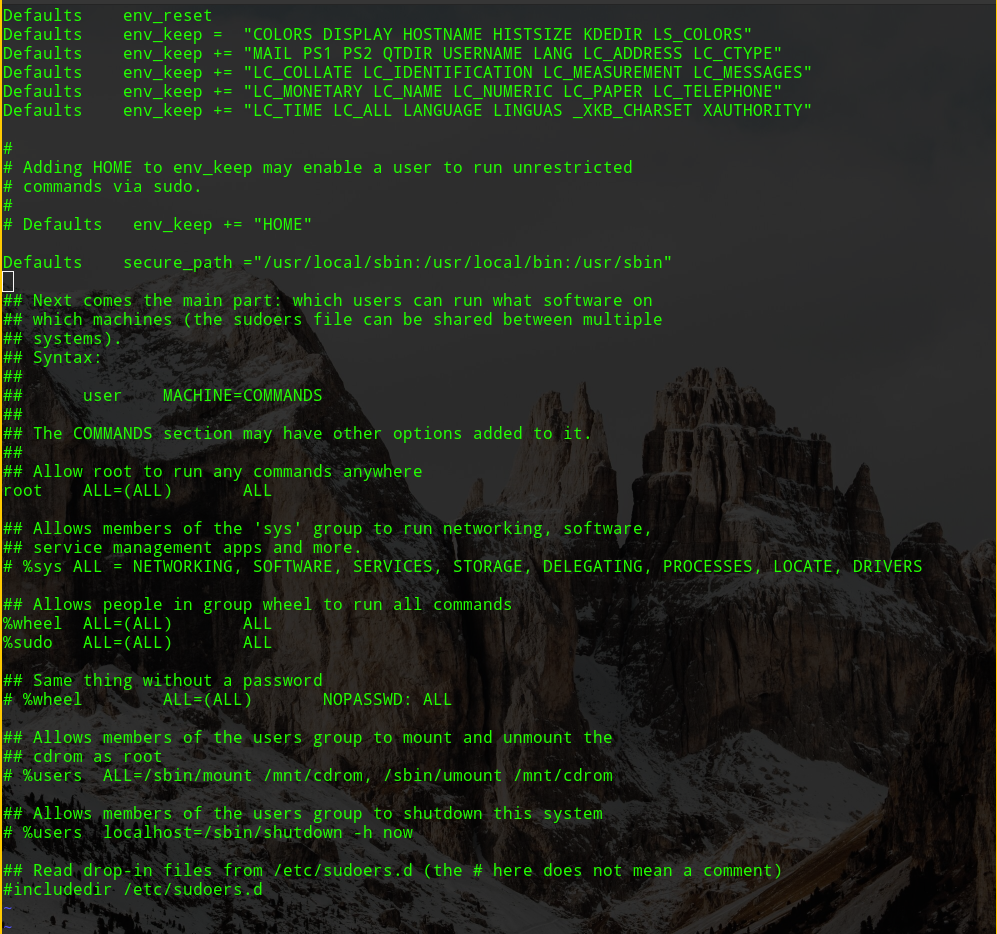 Defaults    env_reset
Defaults    env_keep =  "COLORS DISPLAY HOSTNAME HISTSIZE KDEDIR LS_COLORS"
Defaults    env_keep += "MAIL PS1 PS2 QTDIR USERNAME LANG LC_ADDRESS LC_CTYPE"
Defaults    env_keep += "LC_COLLATE LC_IDENTIFICATION LC_MEASUREMENT LC_MESSAGES"
Defaults    env_keep += "LC_MONETARY LC_NAME LC_NUMERIC LC_PAPER LC_TELEPHONE"
Defaults    env_keep += "LC_TIME LC_ALL LANGUAGE LINGUAS _XKB_CHARSET XAUTHORITY"
#
# Adding HOME to env_keep may enable a user to run unrestricted
# commands via sudo.
#
# Defaults   env_keep += "HOME"
Defaults    secure_path ="/usr/local/sbin:/usr/local/bin:/usr/sbin"
## Next comes the main part: which users can run what software on
## which machines (the sudoers file can be shared between multiple
## systems).
## Syntax:
##
##      user    MACHINE=COMMANDS
##
## The COMMANDS section may have other options added to it.
##
## Allow root to run any commands anywhere
root    ALL=(ALL)       ALL
## Allows members of the 'sys' group to run networking, software,
## service management apps and more.
# %sys ALL = NETWORKING, SOFTWARE, SERVICES, STORAGE, DELEGATING, PROCESSES, LOCATE, DRIVERS
## Allows people in group wheel to run all commands
%wheel  ALL=(ALL)       ALL
%sudo   ALL=(ALL)       ALL
## Same thing without a password
# %wheel        ALL=(ALL)       NOPASSWD: ALL
## Allows members of the users group to mount and unmount the
## cdrom as root
# %users  ALL=/sbin/mount /mnt/cdrom, /sbin/umount /mnt/cdrom
## Allows members of the users group to shutdown this system
# %users  localhost=/sbin/shutdown -h now
## Read drop-in files from /etc/sudoers.d (the # here does not mean a comment)
#includedir /etc/sudoers.d
~
~